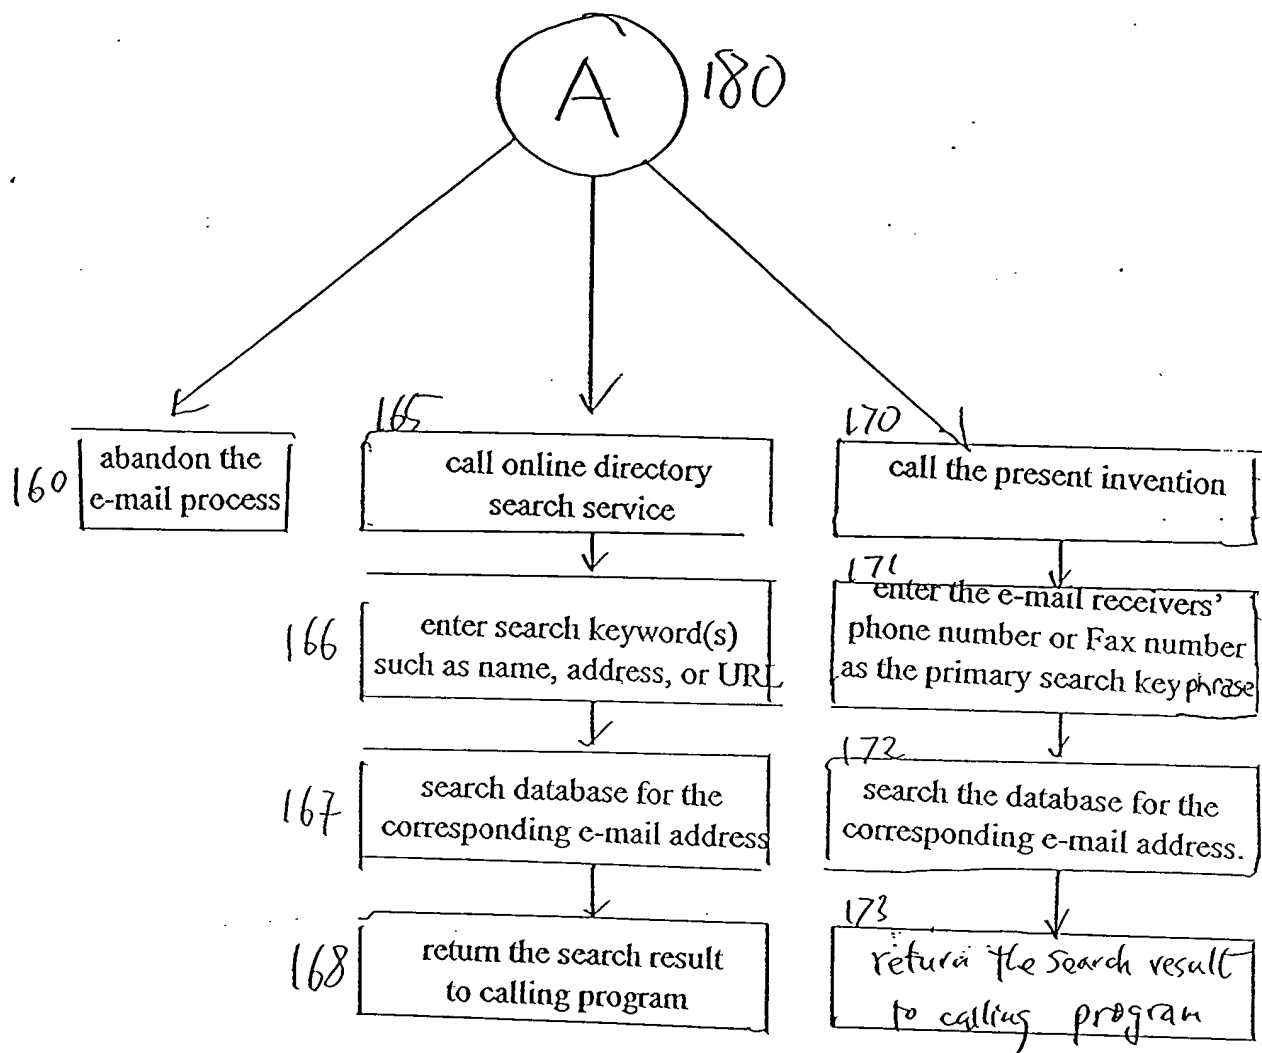 A
180
160
abandon the
e-mail process
165
call online directory
search service
166
enter search keyword(s)
such as name, address, or URL
167
search database for the
corresponding e-mail address
168
return the search result
to calling program
170
call the present invention
171
enter the e-mail receivers'
phone number or Fax number
as the primary search key phrase
172
search the database for the
corresponding e-mail address.
173
return the search result
to calling program